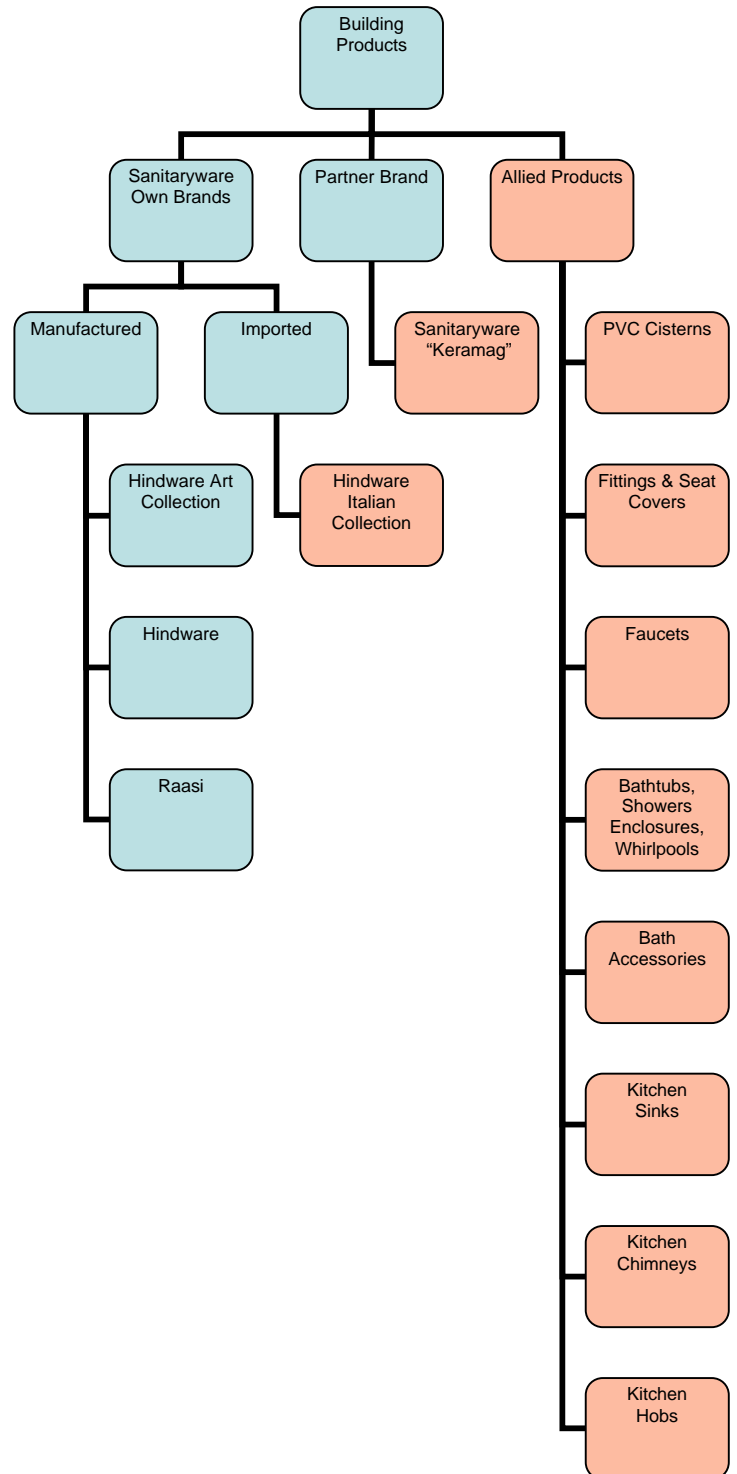 Building
Products
Sanitaryware
Own Brands
Partner Brand
Allied Products
Manufactured
Imported
Sanitaryware
“Keramag”
PVC Cisterns
Hindware Art
Collection
Hindware
Italian
Collection
Fittings & Seat
Covers
Hindware
Faucets
Raasi
Bathtubs,
Showers
Enclosures,
Whirlpools
Bath
Accessories
Kitchen
Sinks
Kitchen
Chimneys
Kitchen
Hobs